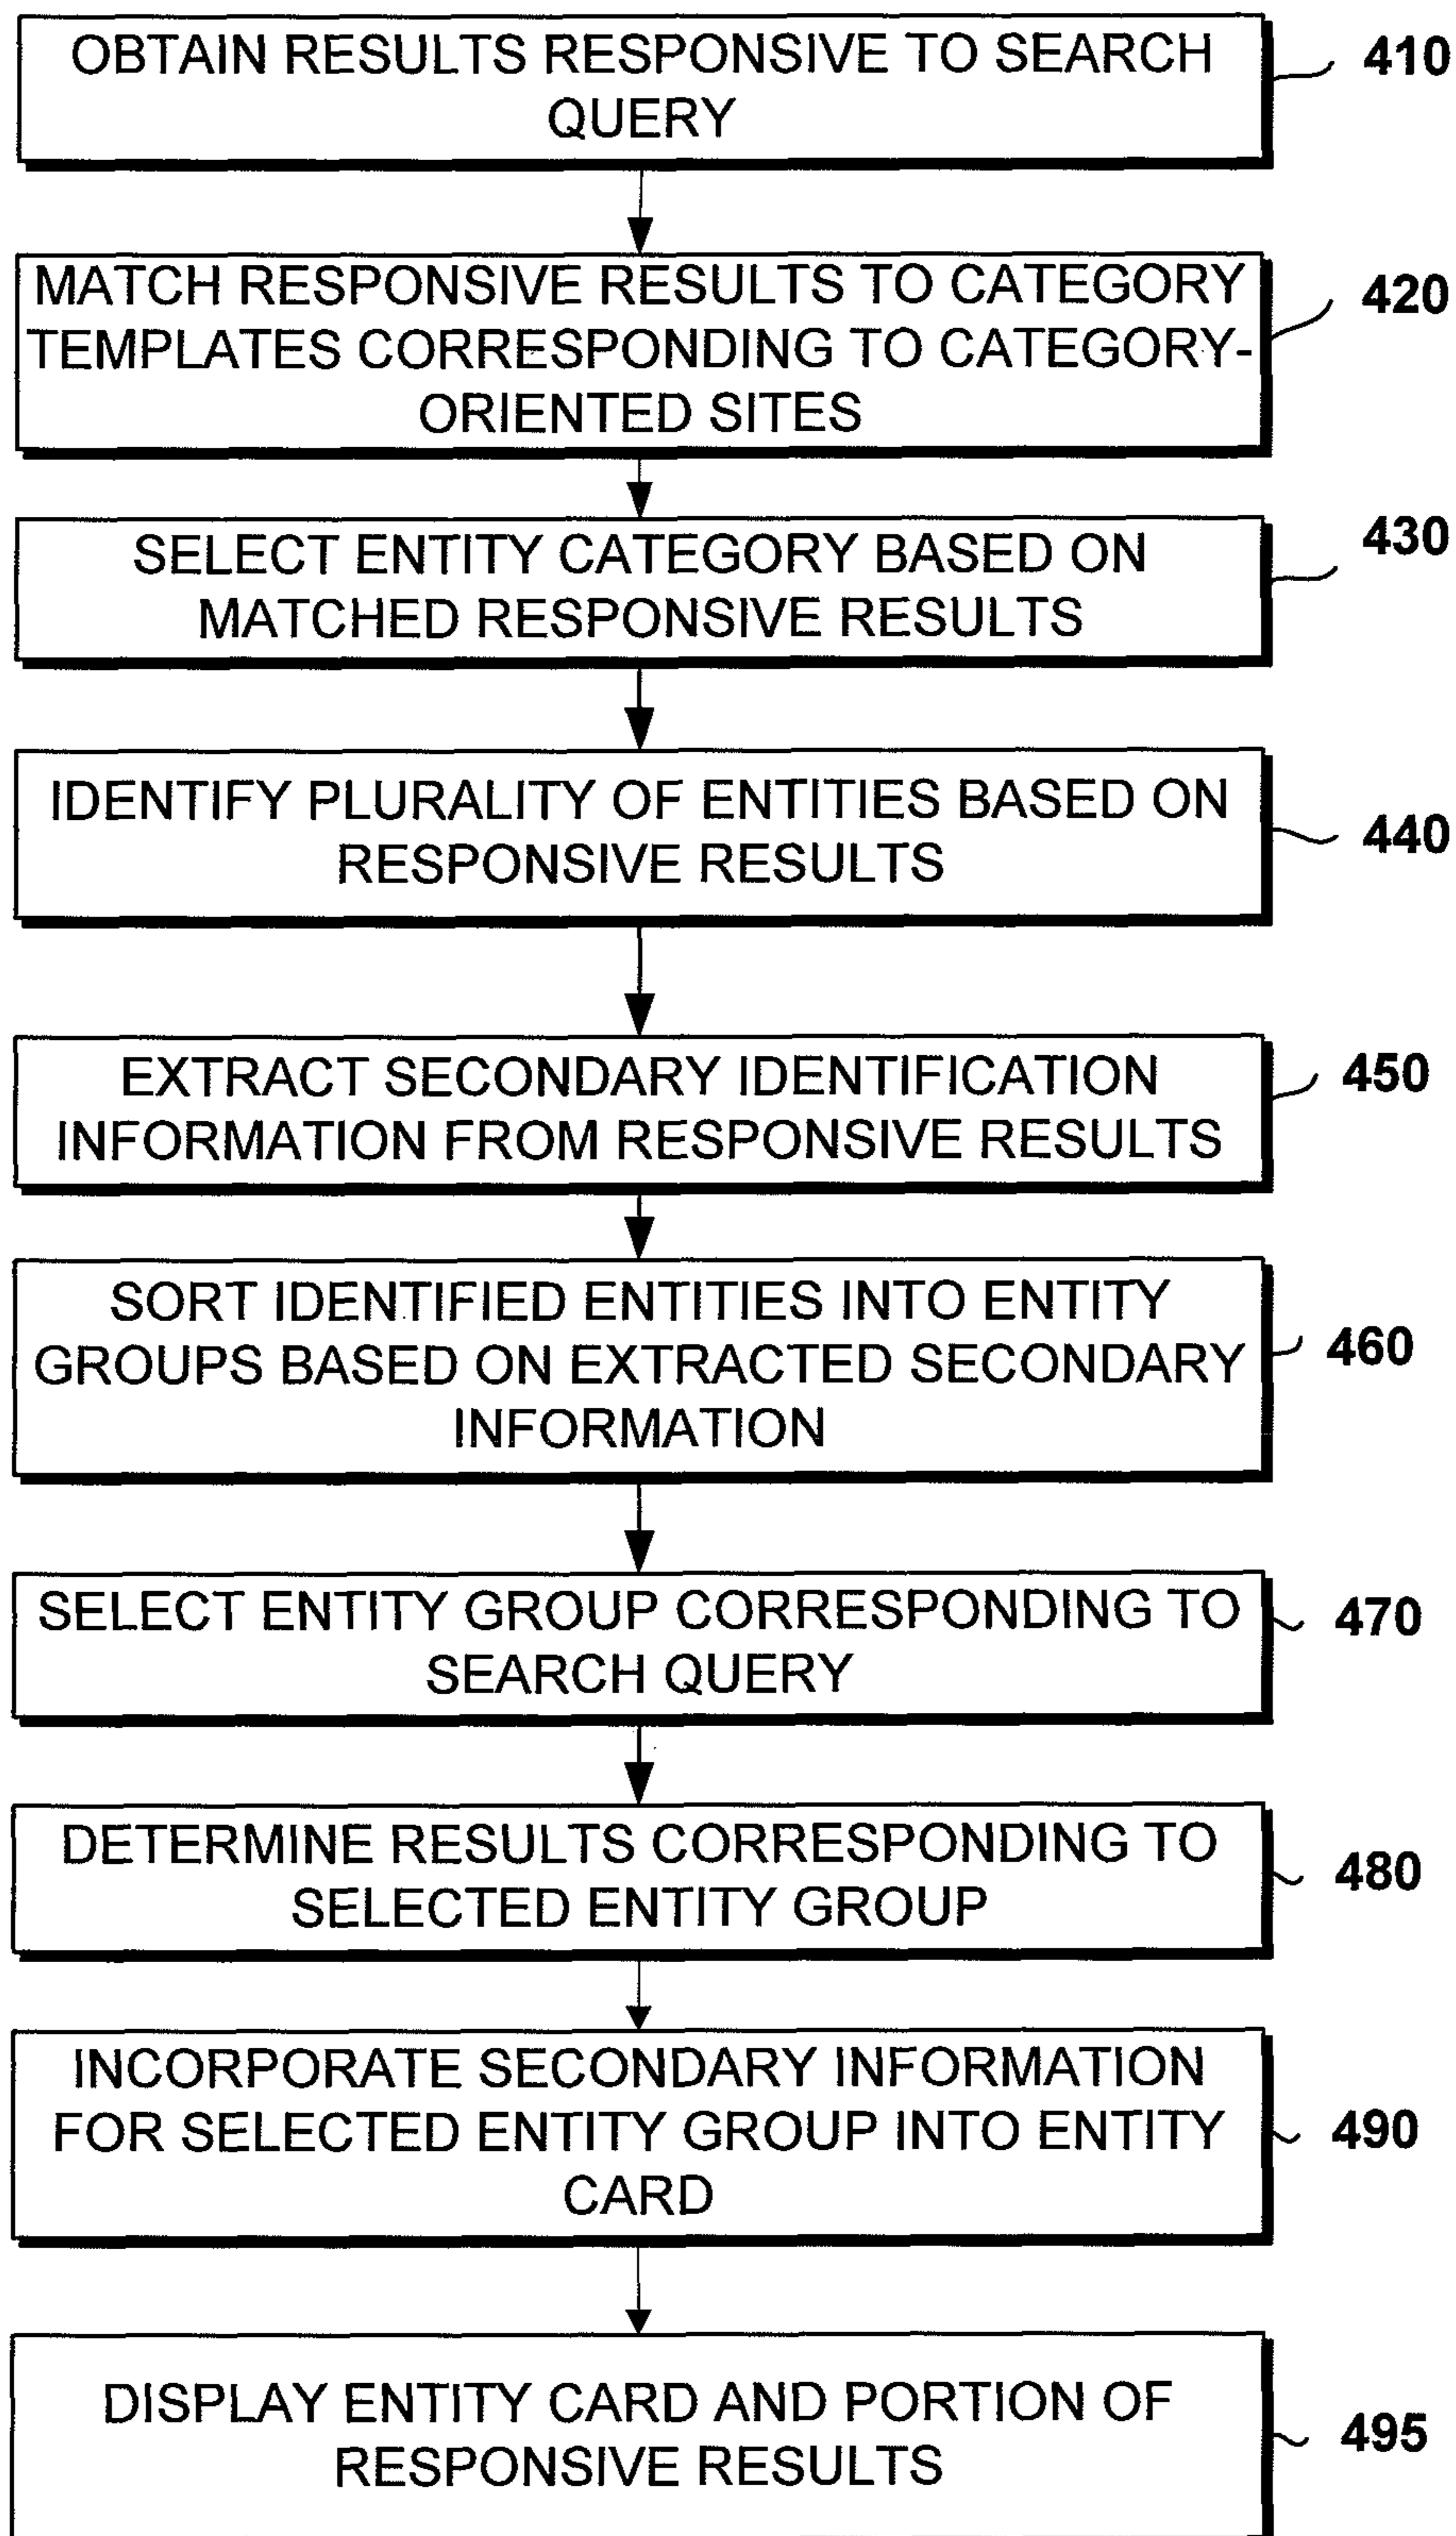 OBTAIN RESULTS RESPONSIVE TO SEARCH
QUERY
410
MATCH RESPONSIVE RESULTS TO CATEGORY
TEMPLATES CORRESPONDING TO CATEGORY-
ORIENTED SITES
420
SELECT ENTITY CATEGORY BASED ON
MATCHED RESPONSIVE RESULTS
430
IDENTIFY PLURALITY OF ENTITIES BASED ON
RESPONSIVE RESULTS
440
EXTRACT SECONDARY IDENTIFICATION
INFORMATION FROM RESPONSIVE RESULTS
450
SORT IDENTIFIED ENTITIES INTO ENTITY
GROUPS BASED ON EXTRACTED SECONDARY
INFORMATION
460
SELECT ENTITY GROUP CORRESPONDING TO
SEARCH QUERY
470
DETERMINE RESULTS CORRESPONDING TO
SELECTED ENTITY GROUP
480
INCORPORATE SECONDARY INFORMATION
FOR SELECTED ENTITY GROUP INTO ENTITY
CARD
490
DISPLAY ENTITY CARD AND PORTION OF
RESPONSIVE RESULTS
495